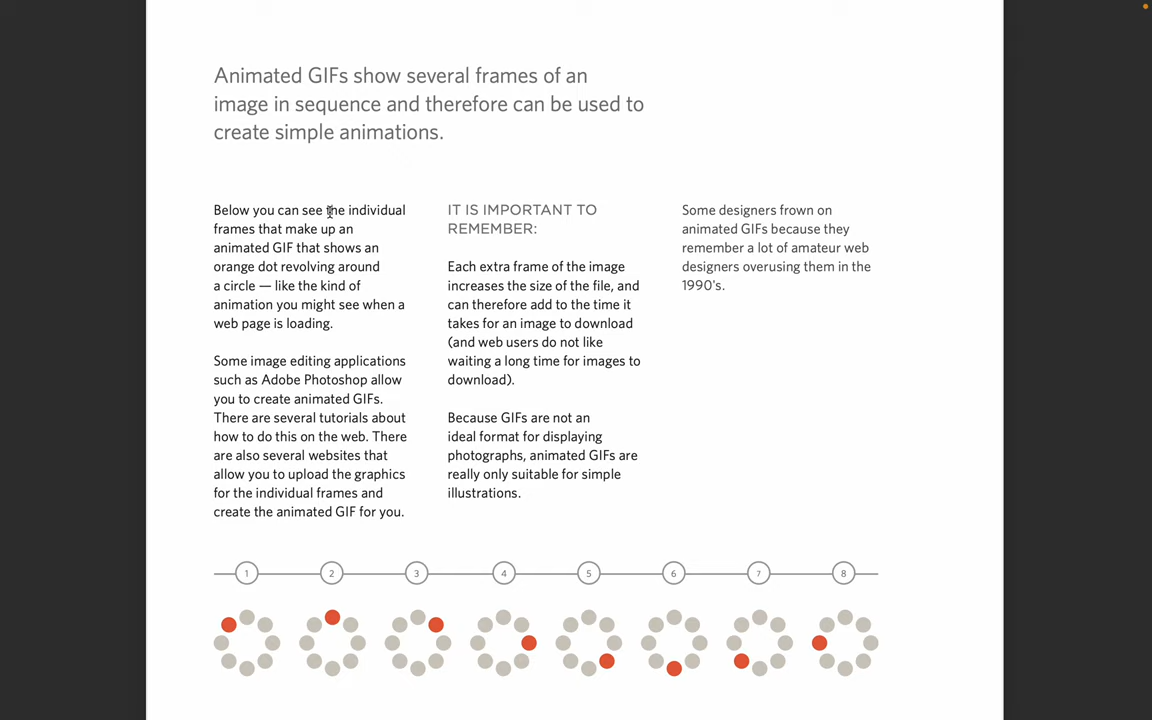 Animated GIFs show several frames of an
image in sequence and therefore can be used to
create simple animations.
Below you can see the individual
frames that make up an
animated GIF that shows an
orange dot revolving around
a circle — like the kind of
animation you might see when a
web page is loading.
Some image editing applications
such as Adobe Photoshop allow
you to create animated GIFs.
There are several tutorials about
how to do this on the web. There
are also several websites that
allow you to upload the graphics
for the individual frames and
create the animated GIF for you.
IT IS IMPORTANT TO
REMEMBER:
Each extra frame of the image
increases the size of the file, and
can therefore add to the time it
takes for an image to download
(and web users do not like
waiting a long time for images to
download).
Because GIFs are not an
ideal format for displaying
photographs, animated GIFs are
really only suitable for simple
illustrations.
Some designers frown on
animated GIFs because they
remember a lot of amateur web
designers overusing them in the
1990's.
1 2 3 4 5 6 7 8